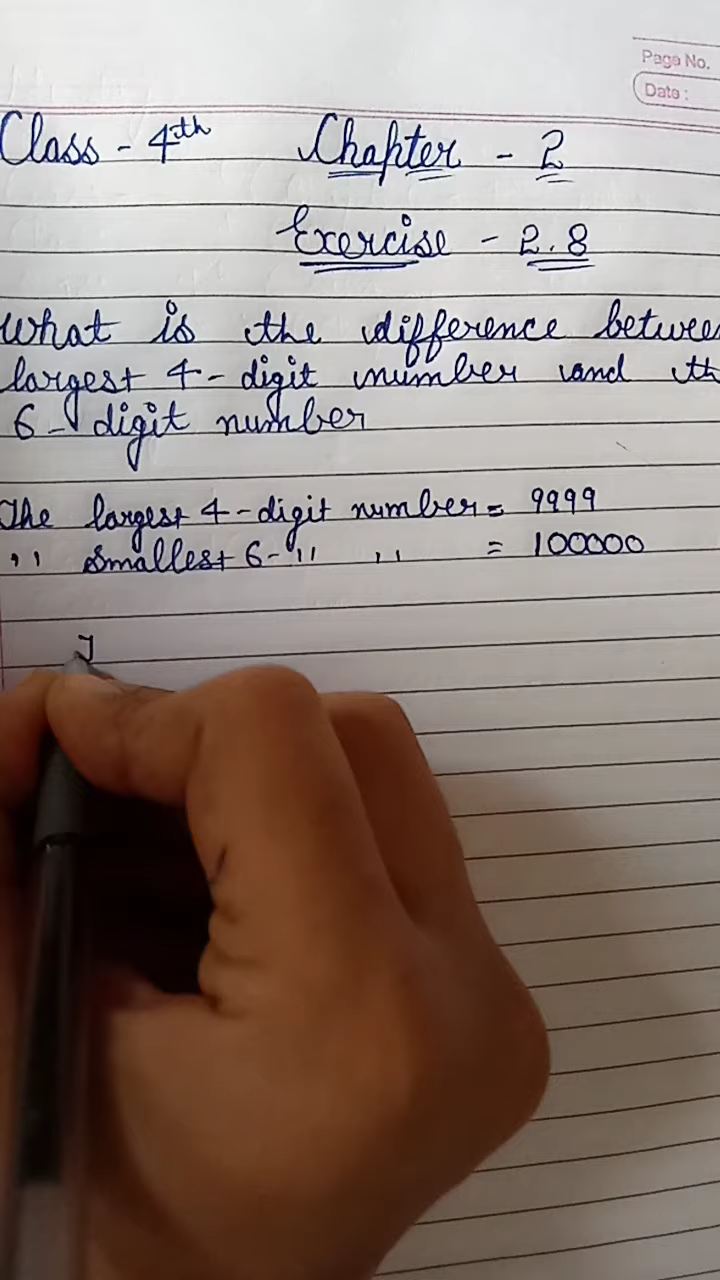 Page No.
Date :
Class - 4th Chapter - 2
Exercise - 2.8
What is the difference between
largest 4 - digit number and th
6 - digit number
The largest 4 - digit number = 9999
,, Smallest 6 - ,, ,, = 100000